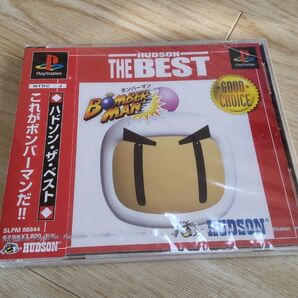 PlayStation
NTSC J
ハドソン・ザ・ベスト
これがボンバーマンだ!!
SLPM 86844
HUDSON
HUDSON
THE BEST
PlayStation
ボンバーマン
BOMBERMAN
GOOD
CHOICE!
HUDSON